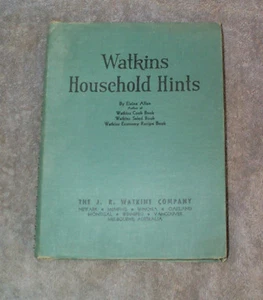 Watkins
Household Hints
By Elaine Allen
Author of
Watkins Cook Book
Watkins Salad Book
Watkins Economy Recipe Book
THE J. R. WATKINS COMPANY
NEWARK MEMPHIS WINONA OAKLAND
MONTREAL WINNIPEG VANCOUVER
MELBOURNE, AUSTRALIA